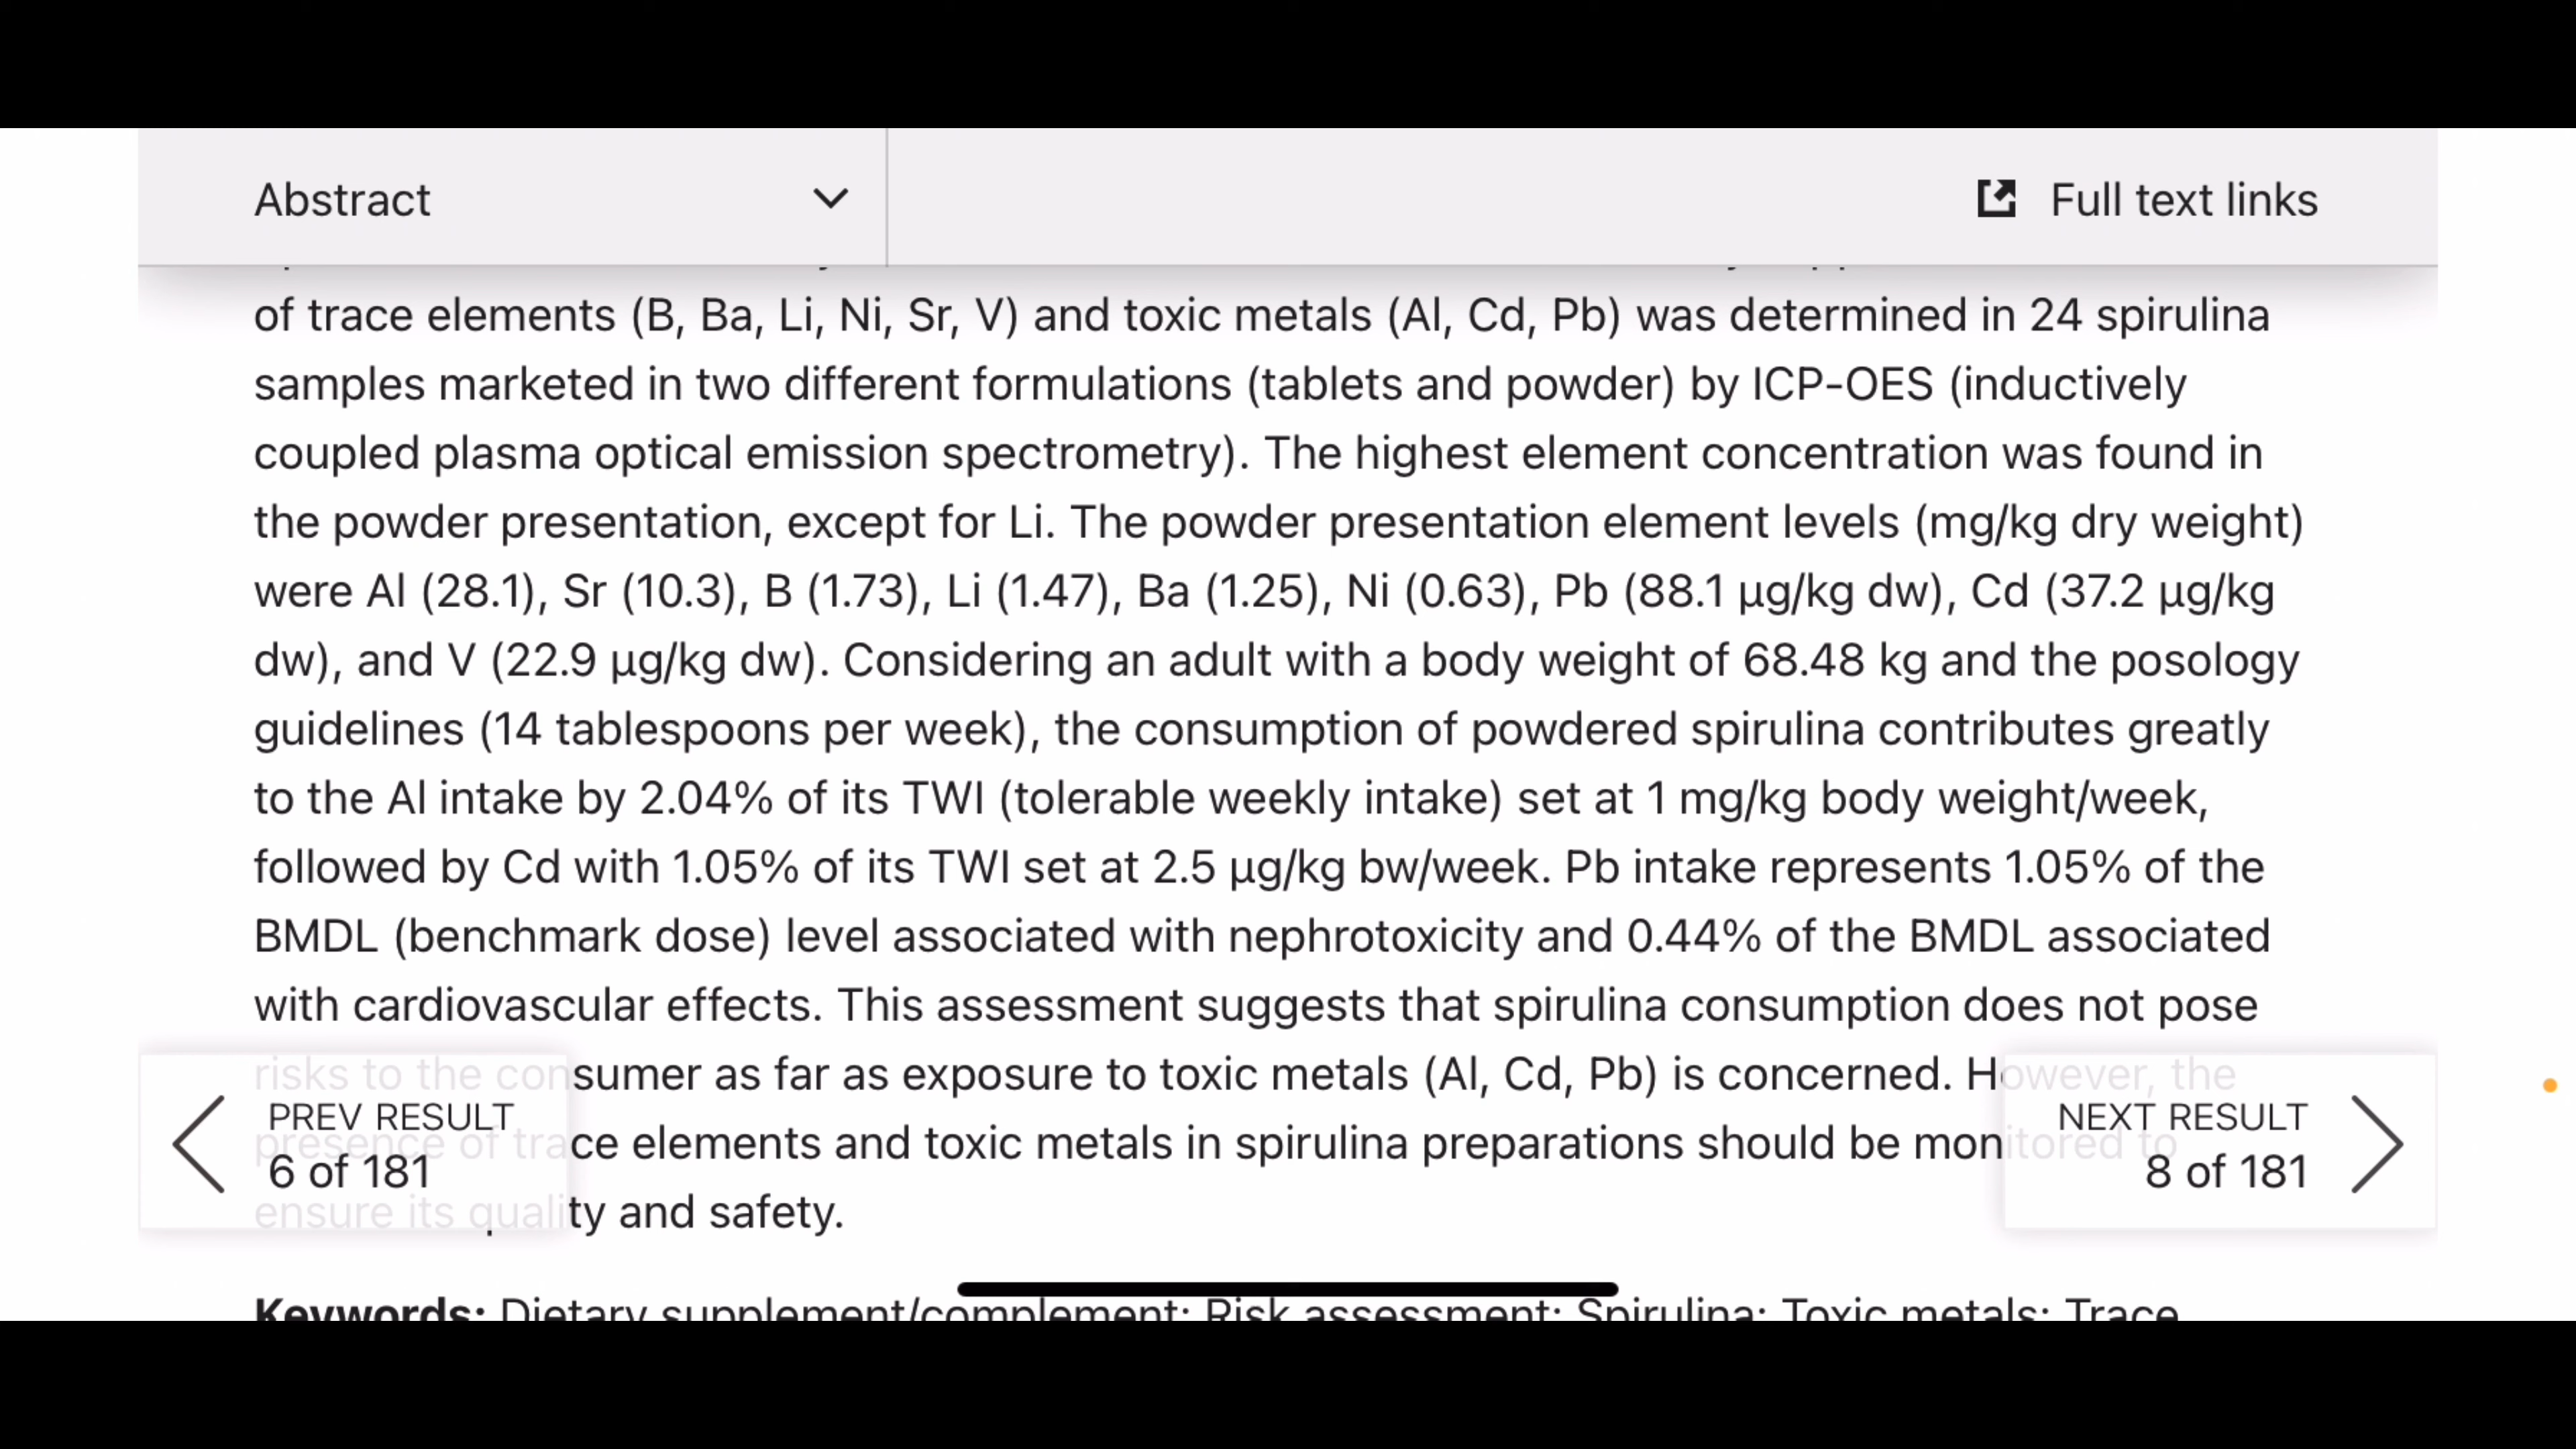 Abstract
Full text links
of trace elements (B, Ba, Li, Ni, Sr, V) and toxic metals (Al, Cd, Pb) was determined in 24 spirulina
samples marketed in two different formulations (tablets and powder) by ICP-OES (inductively
coupled plasma optical emission spectrometry). The highest element concentration was found in
the powder presentation, except for Li. The powder presentation element levels (mg/kg dry weight)
were Al (28.1), Sr (10.3), B (1.73), Li (1.47), Ba (1.25), Ni (0.63), Pb (88.1 μg/kg dw), Cd (37.2 μg/kg
dw), and V (22.9 μg/kg dw). Considering an adult with a body weight of 68.48 kg and the posology
guidelines (14 tablespoons per week), the consumption of powdered spirulina contributes greatly
to the Al intake by 2.04% of its TWI (tolerable weekly intake) set at 1 mg/kg body weight/week,
followed by Cd with 1.05% of its TWI set at 2.5 μg/kg bw/week. Pb intake represents 1.05% of the
BMDL (benchmark dose) level associated with nephrotoxicity and 0.44% of the BMDL associated
with cardiovascular effects. This assessment suggests that spirulina consumption does not pose
risks to the consumer as far as exposure to toxic metals (Al, Cd, Pb) is concerned. However, the
presence of trace elements and toxic metals in spirulina preparations should be monitored to
ensure its quality and safety.
PREV RESULT
6 of 181
NEXT RESULT
8 of 181
Keywords: Dietary supplement/complement; Risk assessment; Spirulina; Toxic metals; Trace